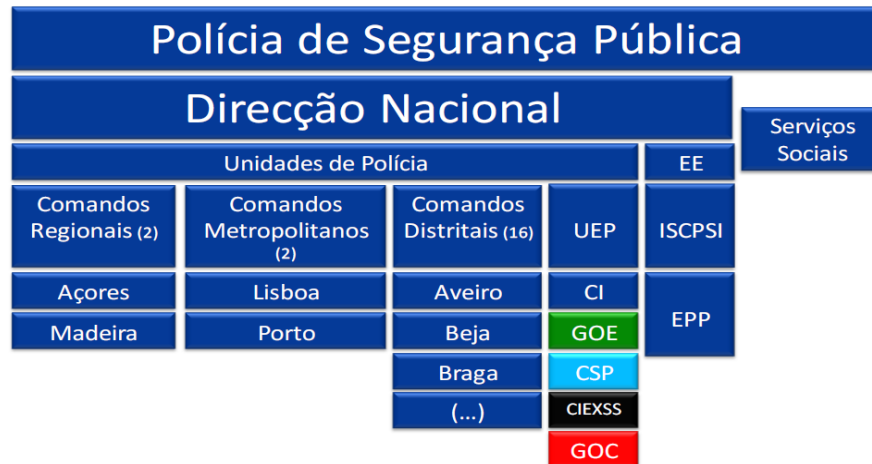 Polícia de Segurança Pública
Direcção Nacional
Serviços
Sociais
Unidades de Polícia
EE
Comandos
Regionais (2)
Comandos
Metropolitanos
(2)
Comandos
Distritais (16)
UEP
ISCPSI
Açores
Lisboa
Aveiro
CI
EPP
Madeira
Porto
Beja
GOE
Braga
CSP
(...)
CIEXSS
GOC